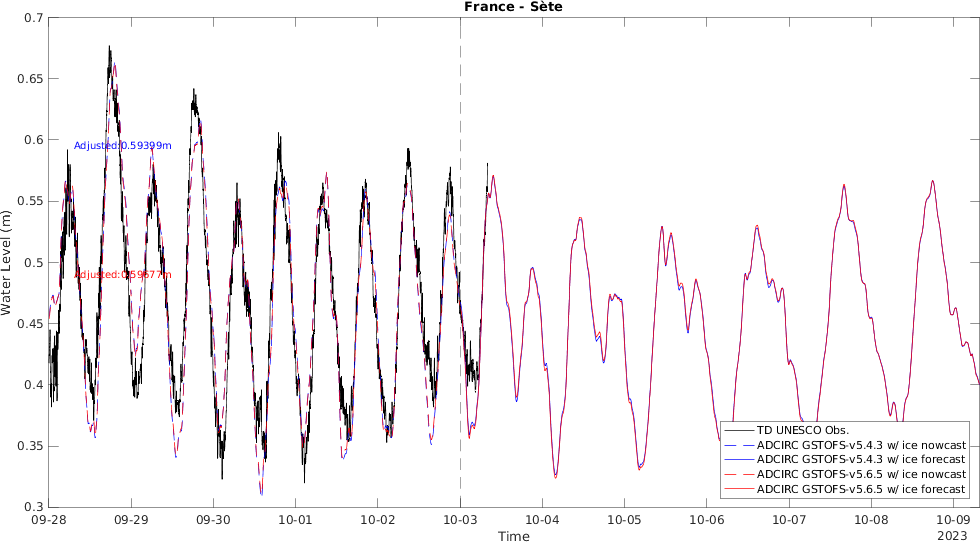 France - Sète
0.7
0.65
0.6
0.55
0.5
0.45
0.4
0.35
0.3
Water Level (m)
Adjusted:0.59399m
Adjusted:0.59677m
TD UNESCO Obs.
ADCIRC GSTOFS-v5.4.3 w/ ice nowcast
ADCIRC GSTOFS-v5.4.3 w/ ice forecast
ADCIRC GSTOFS-v5.6.5 w/ ice nowcast
ADCIRC GSTOFS-v5.6.5 w/ ice forecast
09-28 09-29 09-30 10-01 10-02 10-03 10-04 10-05 10-06 10-07 10-08 10-09
2023
Time